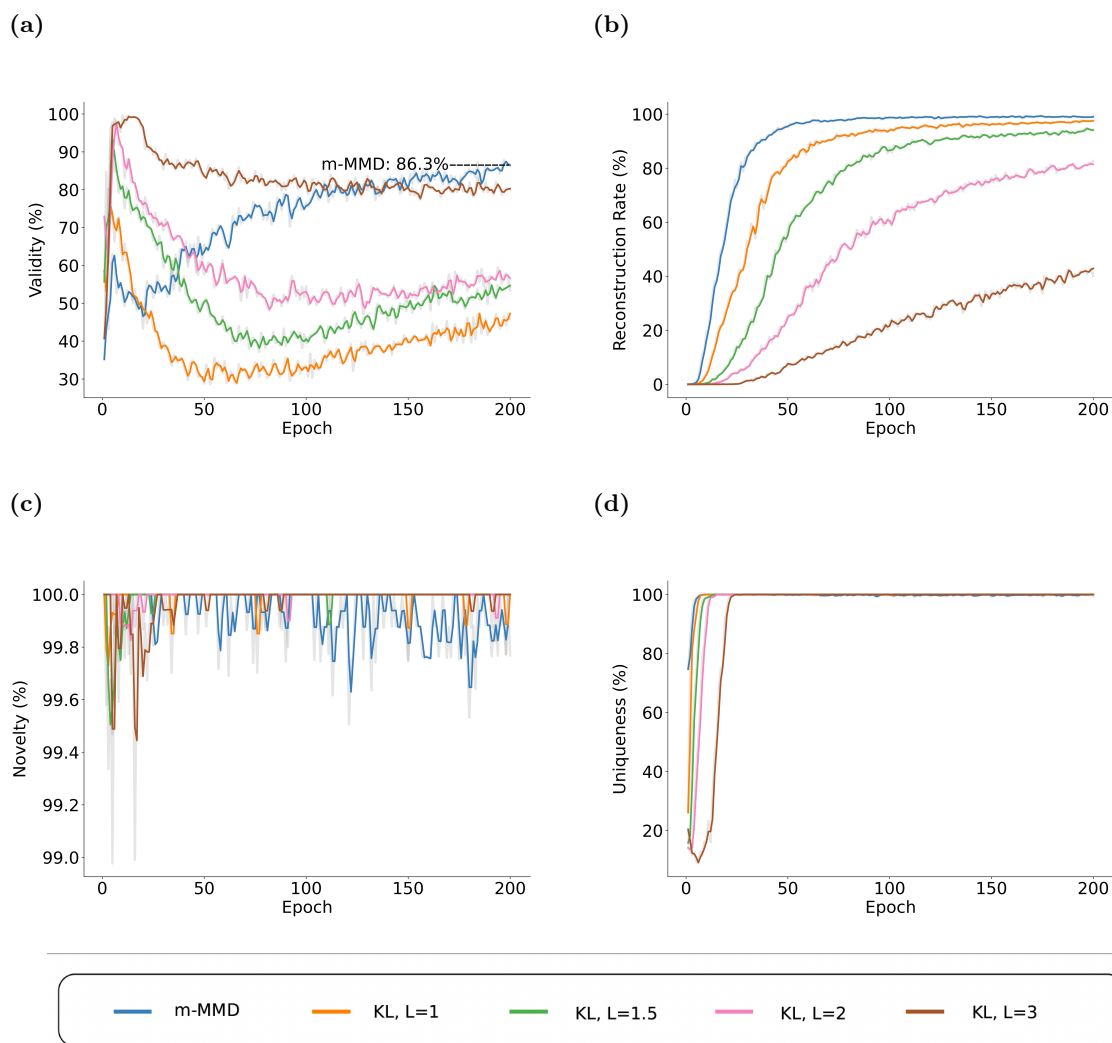 (a)
(b)
100
90
80
70
60
50
40
30
Validity (%)
m-MMD: 86.3%
0
50
100
150
200
Epoch
100
80
60
40
20
0
Reconstruction Rate (%)
0
50
100
150
200
Epoch
(c)
(d)
100.0
99.8
99.6
99.4
99.2
99.0
Novelty (%)
0
50
100
150
200
Epoch
100
80
60
40
20
Uniqueness (%)
0
50
100
150
200
Epoch
m-MMD
KL, L=1
KL, L=1.5
KL, L=2
KL, L=3